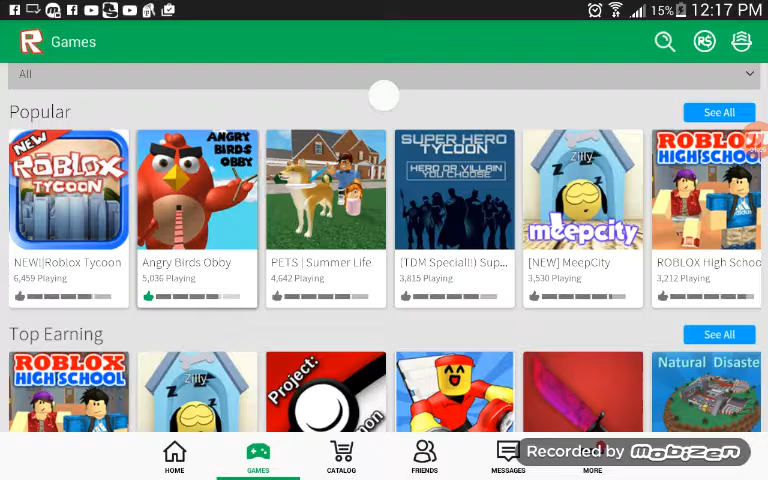 15% 12:17 PM
R Games R$
All
Popular
See All
NEW
ROBLOX
TYCOON
ANGRY
BIRDS
OBBY
SUPER HERO
TYCOON
HERO OR VILLAIN
YOU CHOOSE
Zilly
meepcity
ROBLOX
HIGH SCHOOL
NEW!|Roblox Tycoon
Angry Birds Obby
PETS | Summer Life
[TDM Special!!) Sup...
[NEW] MeepCity
ROBLOX High Schoo
6,459 Playing
5,036 Playing
4,642 Playing
3,815 Playing
3,530 Playing
3,212 Playing
Top Earning
See All
ROBLOX
HIGH SCHOOL
Z Z
Zilly
Project:
Natural Disaste
HOME
GAMES
CATALOG
FRIENDS
MESSAGES
MORE
Recorded by Mobizen